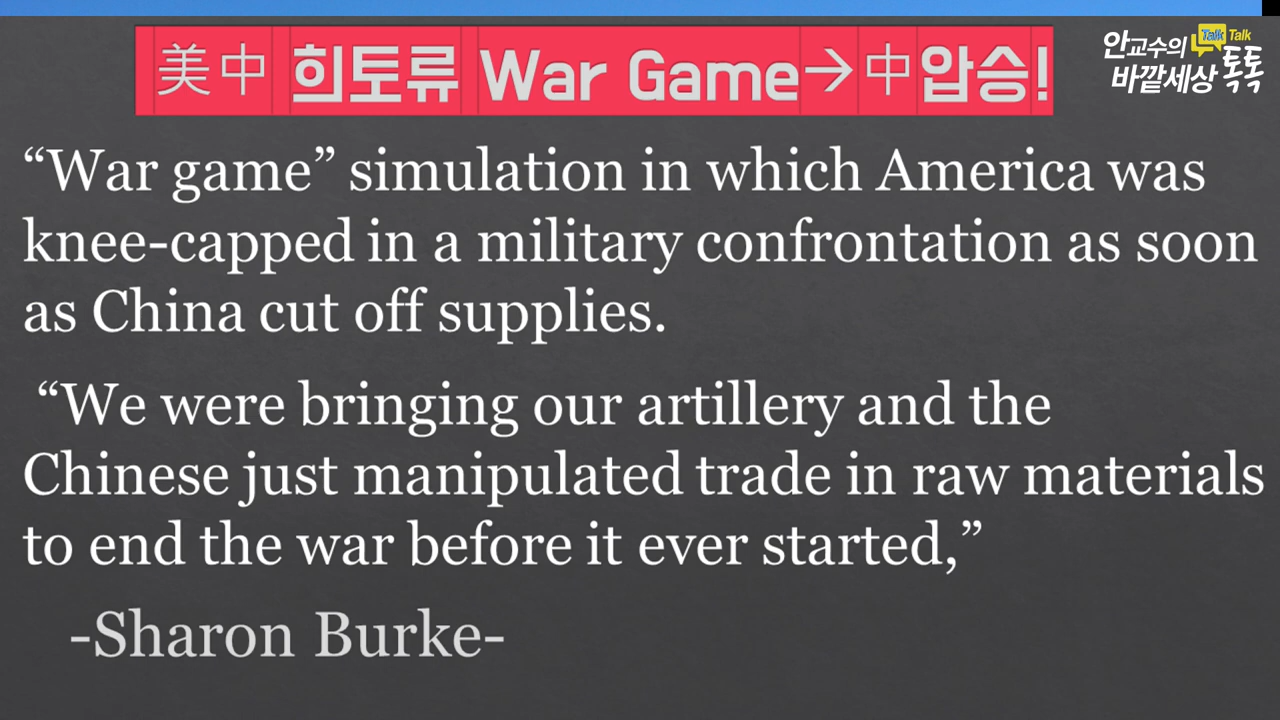 美中 희토류 War Game→中압승!
안교수의 Talk Talk
바깥세상 톡톡
“War game” simulation in which America was
knee-capped in a military confrontation as soon
as China cut off supplies.
“We were bringing our artillery and the
Chinese just manipulated trade in raw materials
to end the war before it ever started,”
-Sharon Burke-